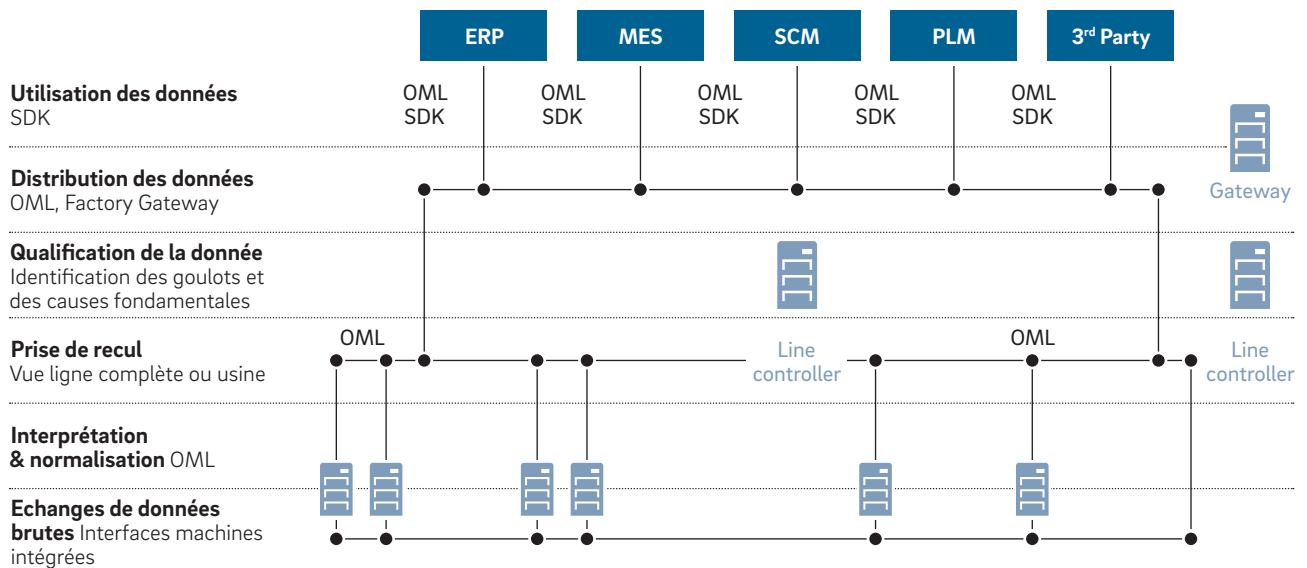 ERP
MES
SCM
PLM
3rd Party
Utilisation des données
SDK
OML
SDK
OML
SDK
OML
SDK
OML
SDK
OML
SDK
Distribution des données
OML, Factory Gateway
Gateway
Qualification de la donnée
Identification des goulots et
des causes fondamentales
Prise de recul
Vue ligne complète ou usine
OML
Line
controller
OML
Line
controller
Interprétation
& normalisation OML
Echanges de données
brutes Interfaces machines
intégrées